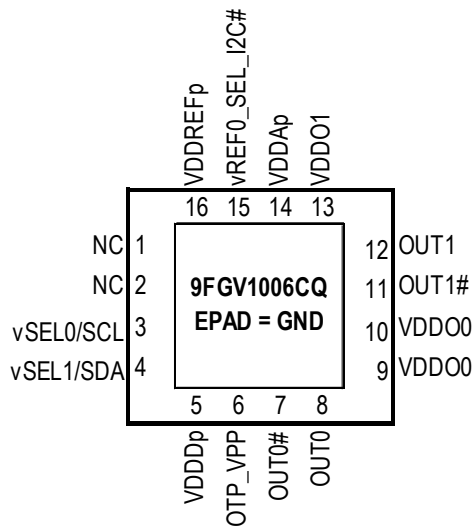 VDDREFp
vREF0_SEL_I2C#
VDDAp
VDDO1
16 15 14 13
NC 1
NC 2
vSEL0/SCL 3
vSEL1/SDA 4
9FGV1006CQ
EPAD = GND
12 OUT1
11 OUT1#
10 VDDO0
9 VDDO0
5 6 7 8
VDDDp
OTP_VPP
OUT0#
OUT0